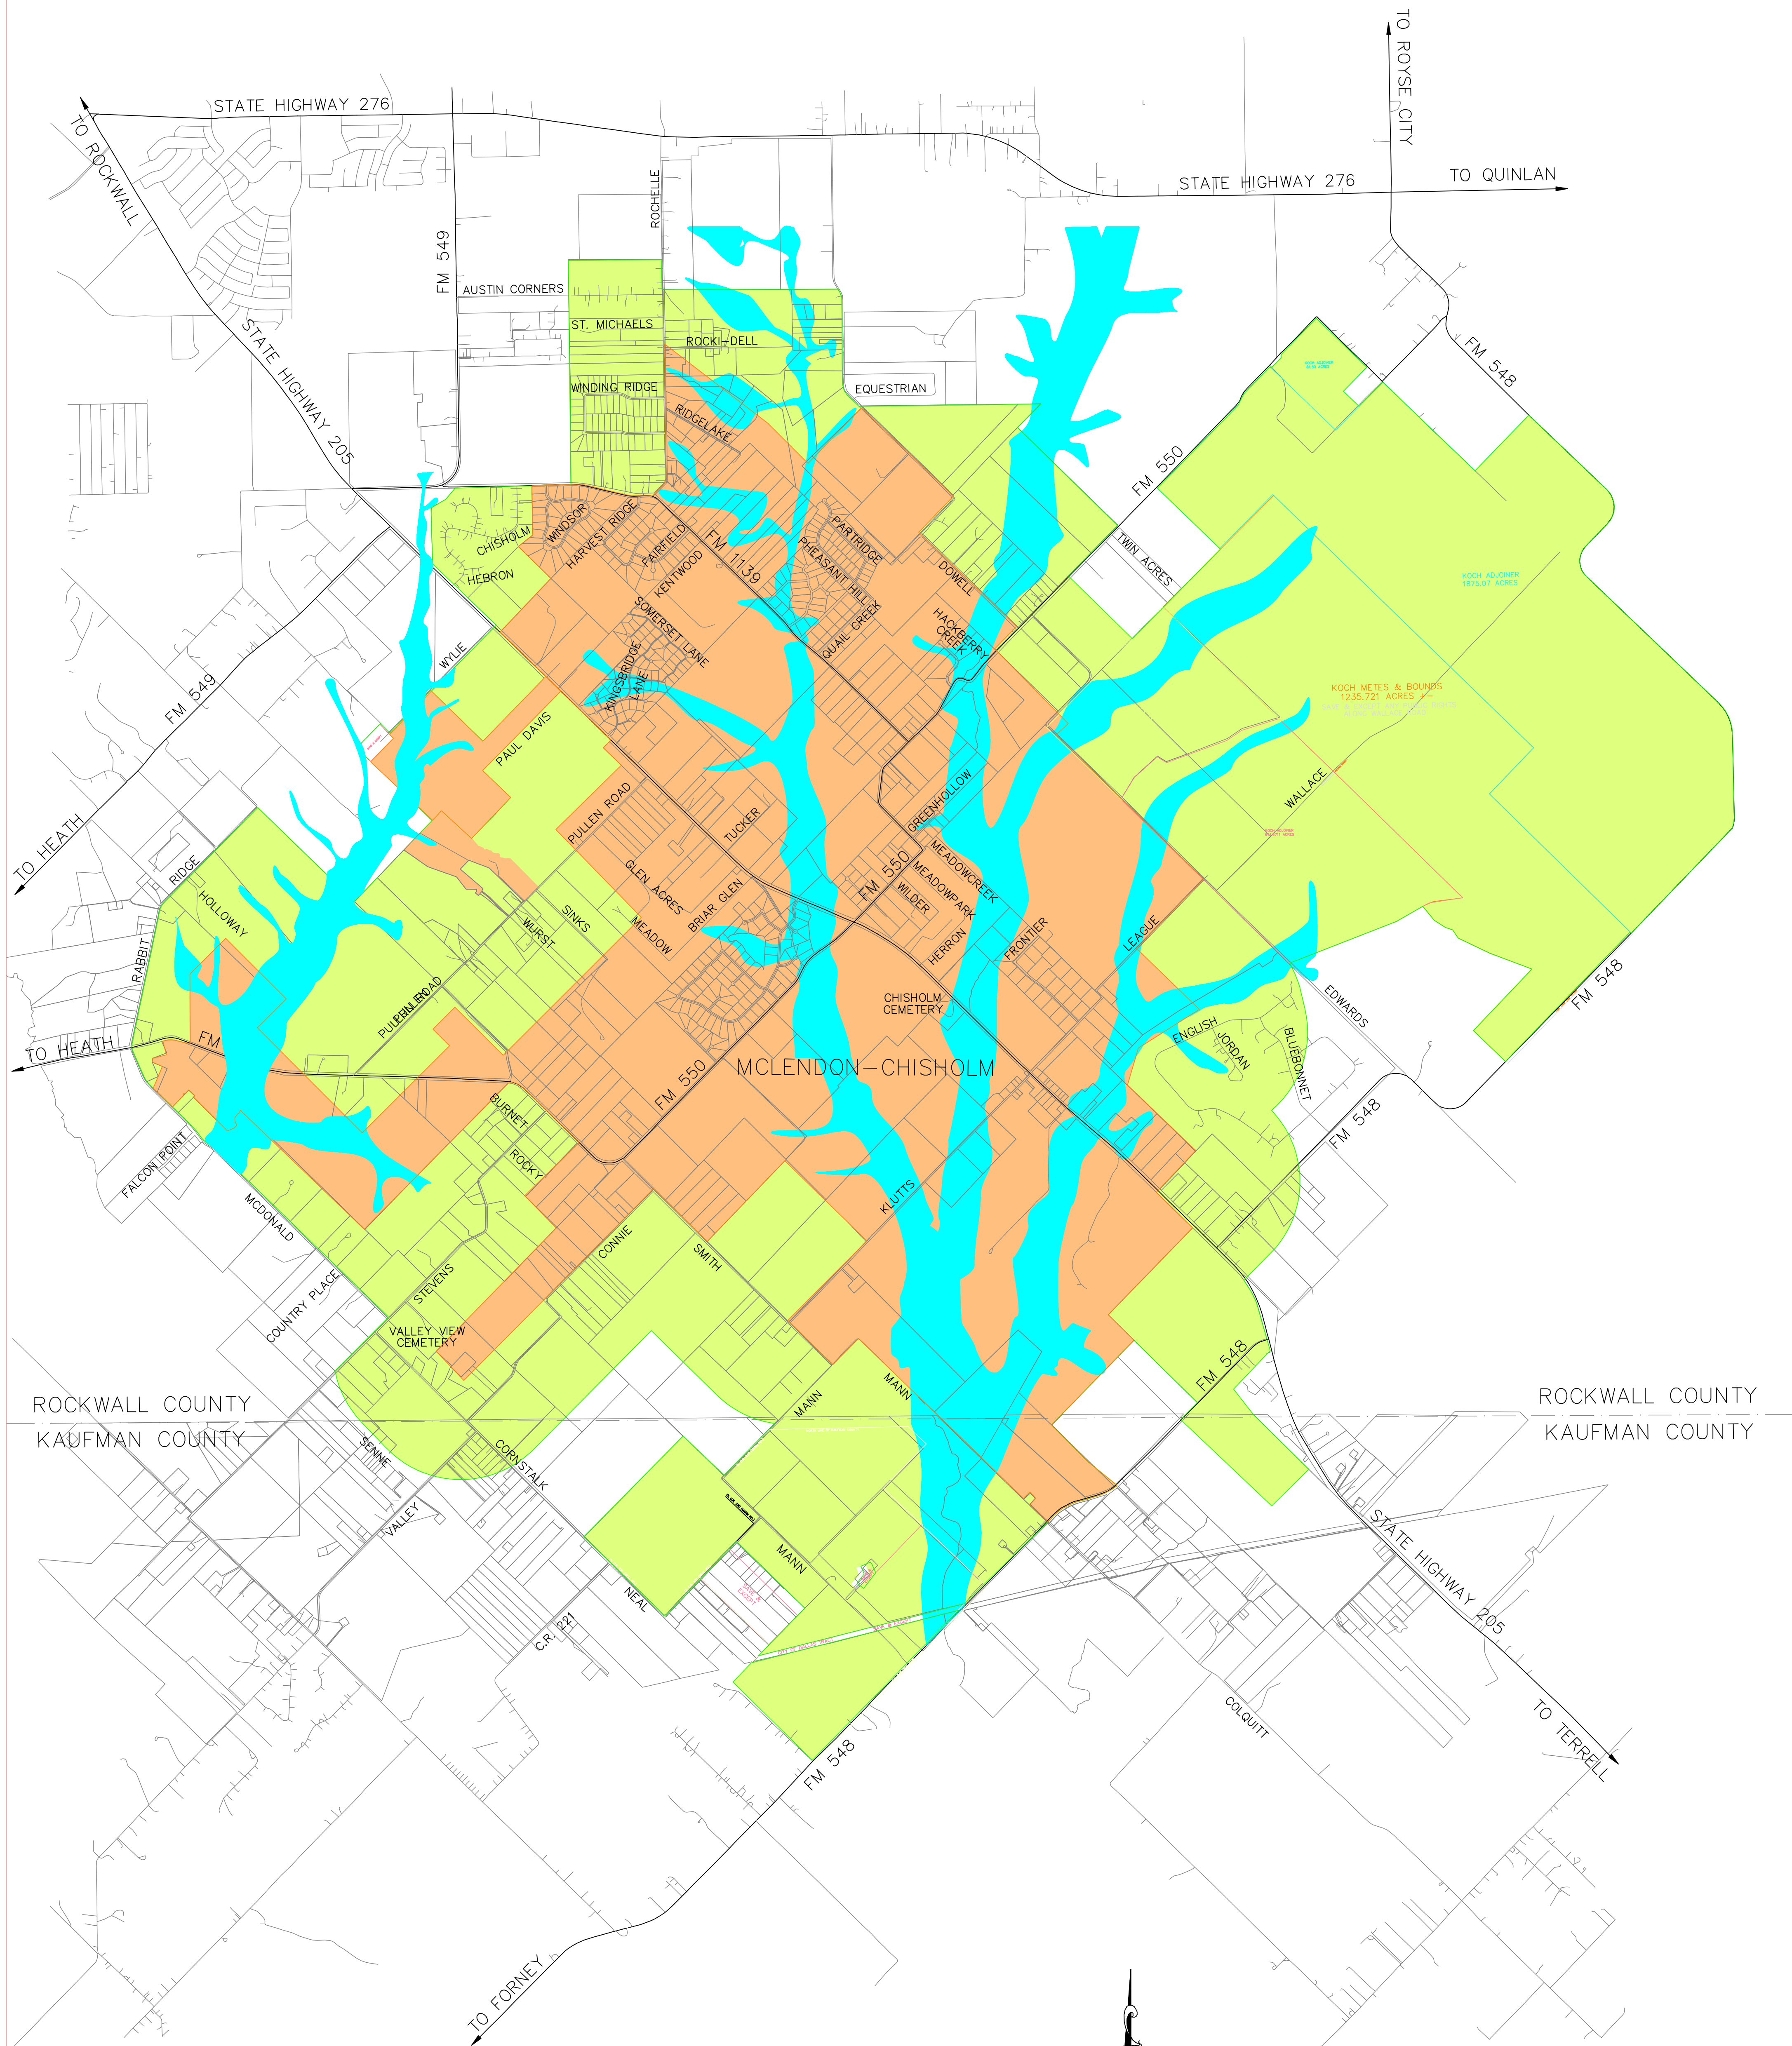 TO ROYSE CITY
STATE HIGHWAY 276
TO ROCKWALL
STATE HIGHWAY 276
TO QUINLAN
ROCHELLE
FM 549
AUSTIN CORNERS
ST. MICHAELS
ROCKI-DELL
STATE HIGHWAY 205
FM 548
WINDING RIDGE
EQUESTRIAN
RIDGELAKE
FM 550
CHISHOLM
WINDSOR
HARVEST RIDGE
FAIRFIELD
KENTWOOD
FM 1139
PARTRIDGE
PHEASANT HILL
TWIN ACRES
HEBRON
DOWELL
KOCH ADJOINER
1875.07 ACRES
SOMERSET LANE
QUAIL CREEK
HACKBERRY
CREEK
WYLIE
KINGSBRIDGE
LANE
FM 549
KOCH METES & BOUNDS
1235.721 ACRES +-
PAUL DAVIS
PULLEN ROAD
TUCKER
GREENHOLLOW
WALLACE
TO HEATH
RIDGE
HOLLOWAY
GLEN ACRES
BRIAR GLEN
FM 550
MEADOWCREEK
MEADOWPARK
WILDER
SINKS
WURST
MEADOW
HERRON
FRONTIER
LEAGUE
RABBIT
PULLEN
ROAD
CHISHOLM
CEMETERY
EDWARDS
FM 548
TO HEATH
FM
ENGLISH
JORDAN
BLUEBONNET
MCLENDON-CHISHOLM
FM 550
BURNET
ROCKY
FM 548
FALCON POINT
MCDONALD
KLUTTS
CONNIE
SMITH
COUNTRY PLACE
STEVENS
VALLEY VIEW
CEMETERY
FM 548
MANN
MANN
ROCKWALL COUNTY
KAUFMAN COUNTY
ROCKWALL COUNTY
KAUFMAN COUNTY
SENNE
CORNSTALK
VALLEY
MANN
SAVE &
EXCEPT
NEAL
C.R. 221
STATE HIGHWAY 205
COLQUITT
TO TERRELL
FM 548
TO FORNEY